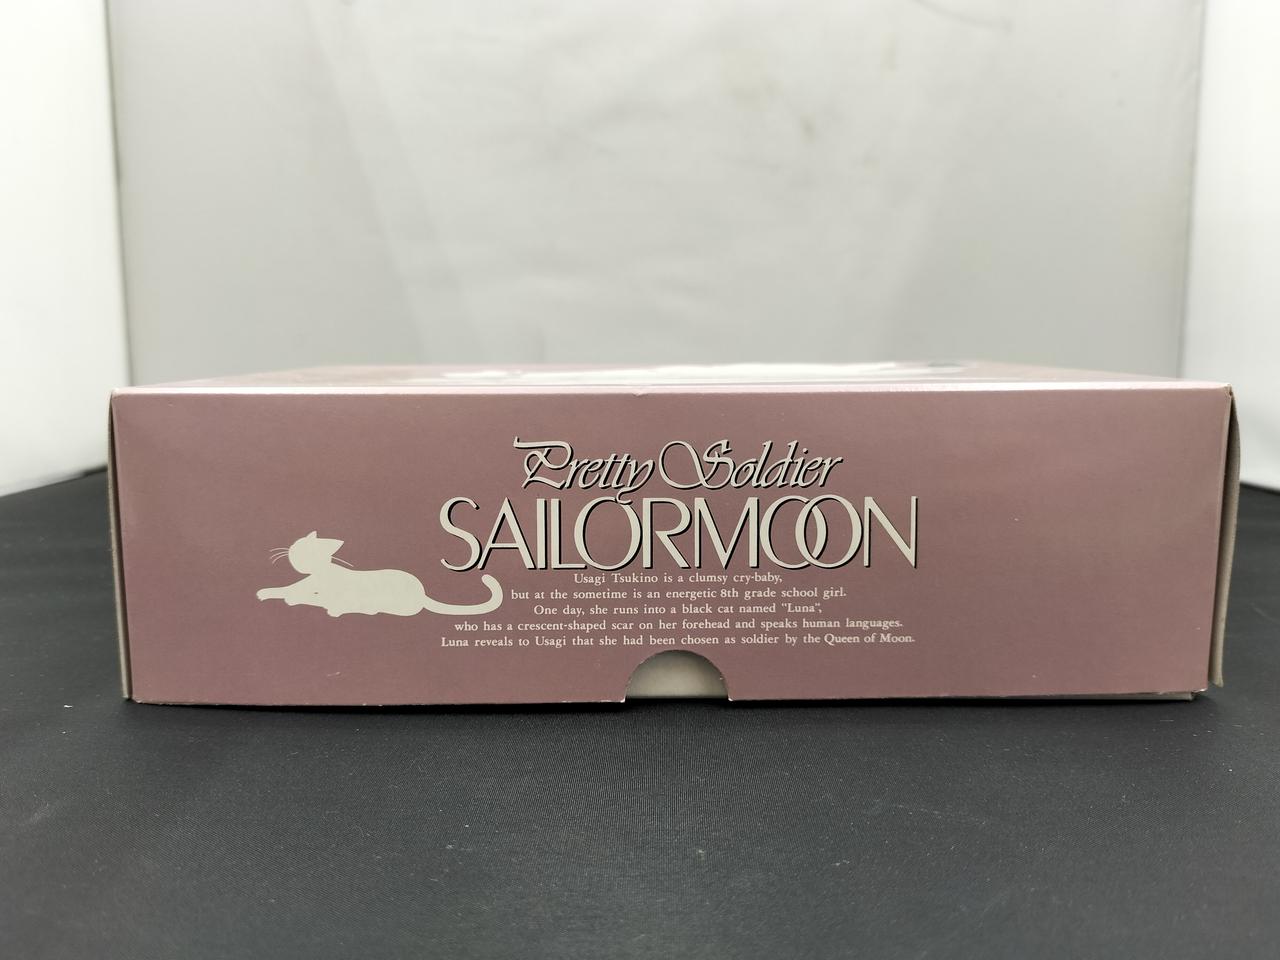 Pretty Soldier
SAILORMOON
Usagi Tsukino is a clumsy cry-baby,
but at the sometime is an energetic 8th grade school girl.
One day, she runs into a black cat named "Luna",
who has a crescent-shaped scar on her forehead and speaks human languages.
Luna reveals to Usagi that she had been chosen as soldier by the Queen of Moon.